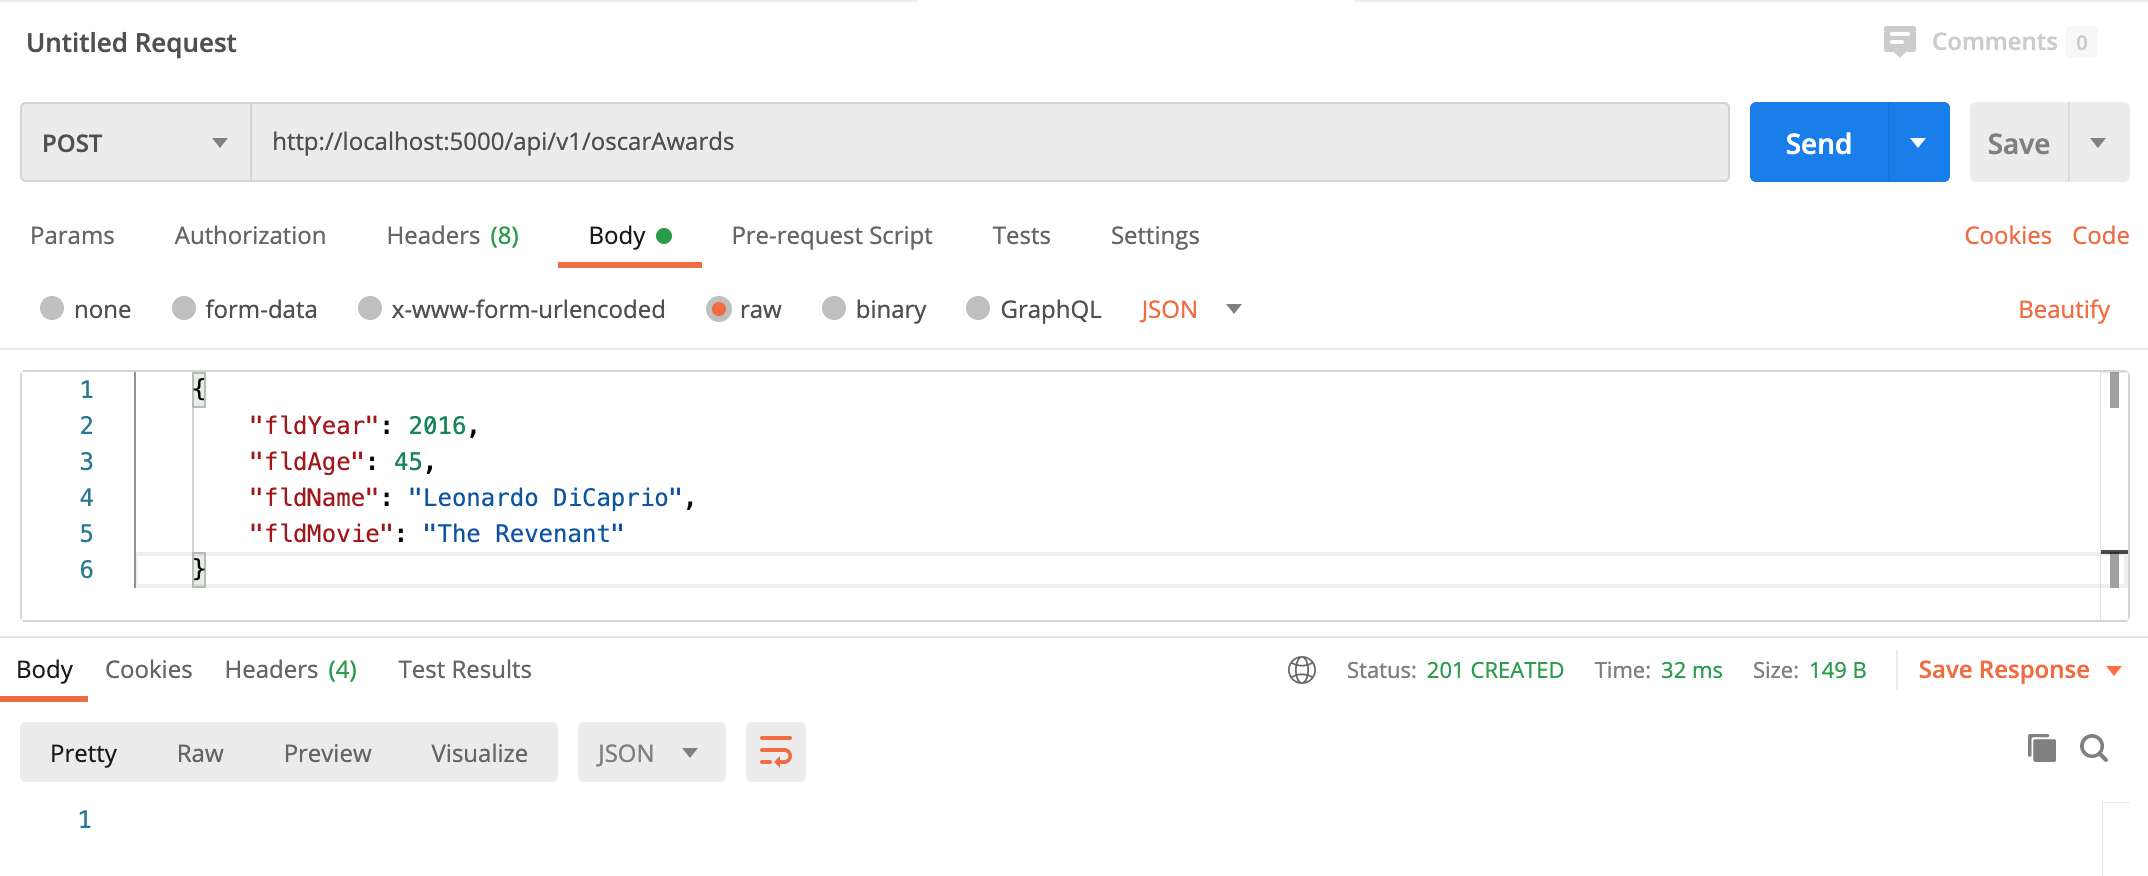 Untitled Request
Comments 0
POST http://localhost:5000/api/v1/oscarAwards Send Save
Params Authorization Headers (8) Body Pre-request Script Tests Settings Cookies Code
none form-data x-www-form-urlencoded raw binary GraphQL JSON Beautify
1 {
2 "fldYear": 2016,
3 "fldAge": 45,
4 "fldName": "Leonardo DiCaprio",
5 "fldMovie": "The Revenant"
6 }
Body Cookies Headers (4) Test Results Status: 201 CREATED Time: 32 ms Size: 149 B Save Response
Pretty Raw Preview Visualize JSON
1